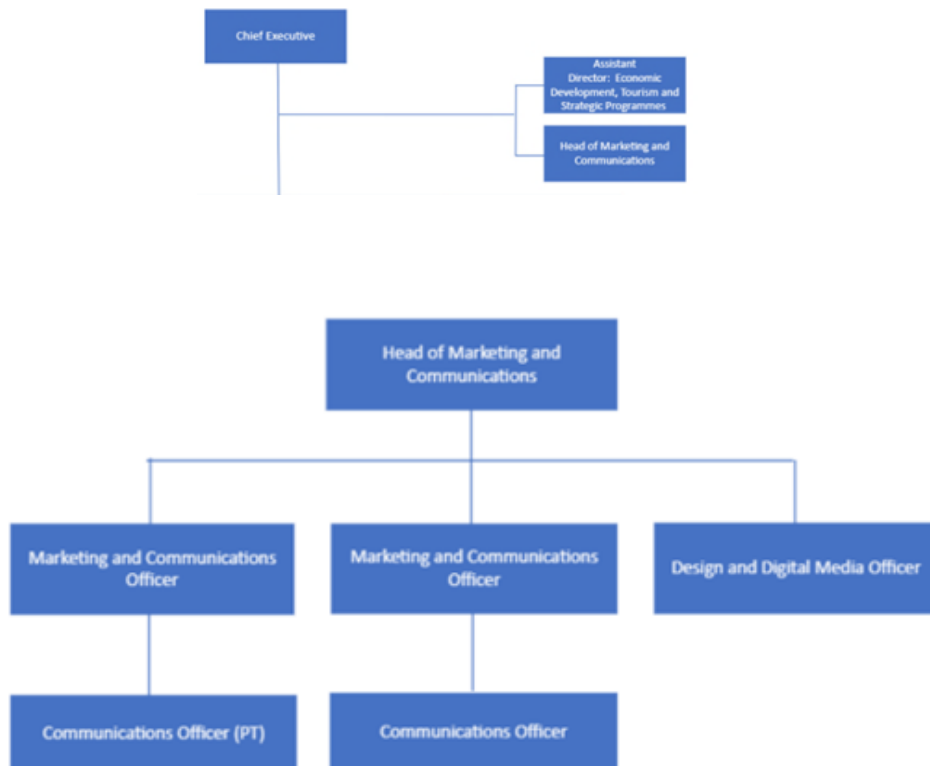 Chief Executive
Assistant
Director: Economic
Development, Tourism and
Strategic Programmes
Head of Marketing and
Communications
Head of Marketing and
Communications
Marketing and Communications
Officer
Marketing and Communications
Officer
Design and Digital Media Officer
Communications Officer (PT)
Communications Officer